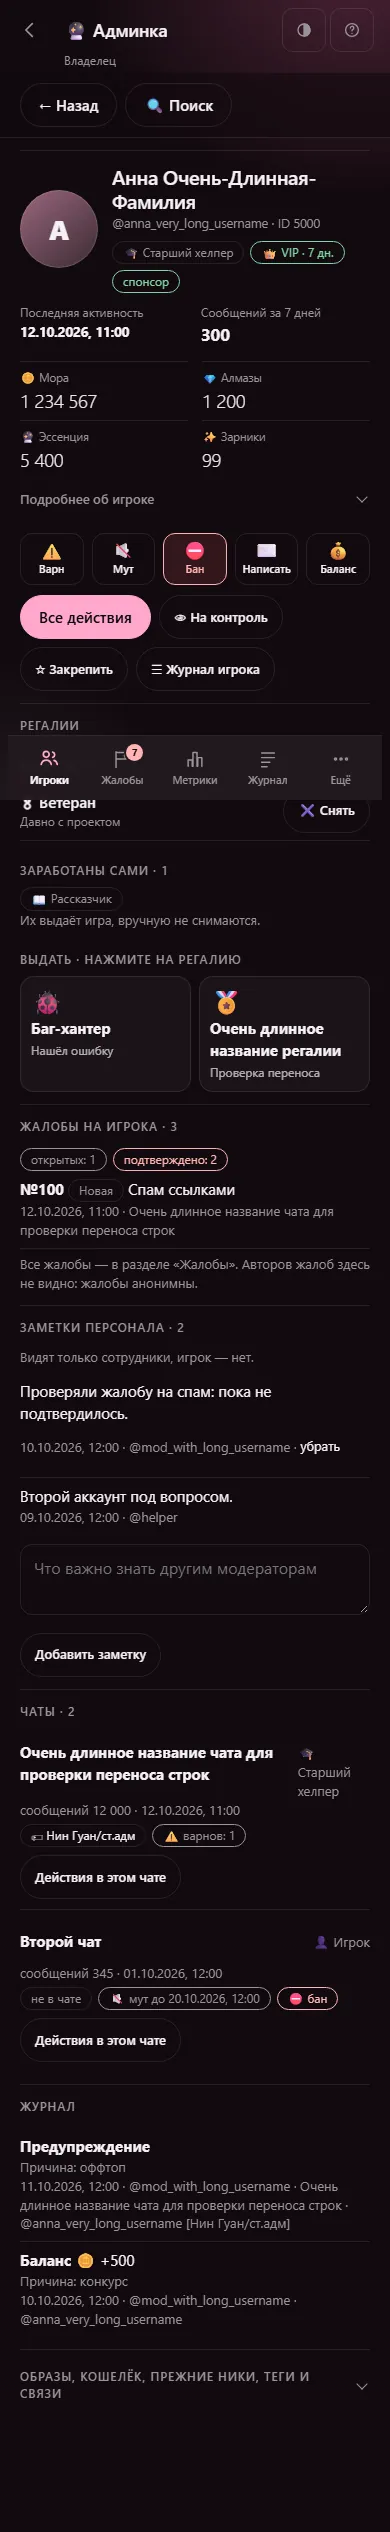 Админка
Владелец
← Назад
Поиск
Анна Очень-Длинная-
Фамилия
@anna_very_long_username · ID 5000
А
Старший хелпер
VIP · 7 дн.
спонсор
Последняя активность
12.10.2026, 11:00
Сообщений за 7 дней
300
Мора
1 234 567
Алмазы
1 200
Эссенция
5 400
Зарники
99
Подробнее об игроке
Варн
Мут
Бан
Написать
Баланс
Все действия
На контроль
☆ Закрепить
☰ Журнал игрока
РЕГАЛИИ
Игроки
Жалобы
7
Метрики
Журнал
Ещё
Ветеран
Давно с проектом
Снять
ЗАРАБОТАНЫ САМИ · 1
Рассказчик
Их выдаёт игра, вручную не снимаются.
ВЫДАТЬ · НАЖМИТЕ НА РЕГАЛИЮ
Баг-хантер
Нашёл ошибку
Очень длинное
название регалии
Проверка переноса
ЖАЛОБЫ НА ИГРОКА · 3
открытых: 1
подтверждено: 2
№100 Новая Спам ссылками
12.10.2026, 11:00 · Очень длинное название чата для
проверки переноса строк
Все жалобы — в разделе «Жалобы». Авторов жалоб здесь
не видно: жалобы анонимны.
ЗАМЕТКИ ПЕРСОНАЛА · 2
Видят только сотрудники, игрок — нет.
Проверяли жалобу на спам: пока не
подтвердилось.
10.10.2026, 12:00 · @mod_with_long_username · убрать
Второй аккаунт под вопросом.
09.10.2026, 12:00 · @helper
Что важно знать другим модераторам
Добавить заметку
ЧАТЫ · 2
Очень длинное название чата для
проверки переноса строк
Старший
хелпер
сообщений 12 000 · 12.10.2026, 11:00
Нин Гуан/ст.адм
варнов: 1
Действия в этом чате
Второй чат
Игрок
сообщений 345 · 01.10.2026, 12:00
не в чате
мут до 20.10.2026, 12:00
бан
Действия в этом чате
ЖУРНАЛ
Предупреждение
Причина: оффтоп
11.10.2026, 12:00 · @mod_with_long_username · Очень
длинное название чата для проверки переноса строк ·
@anna_very_long_username [Нин Гуан/ст.адм]
Баланс +500
Причина: конкурс
10.10.2026, 12:00 · @mod_with_long_username ·
@anna_very_long_username
ОБРАЗЫ, КОШЕЛЁК, ПРЕЖНИЕ НИКИ, ТЕГИ И
СВЯЗИ